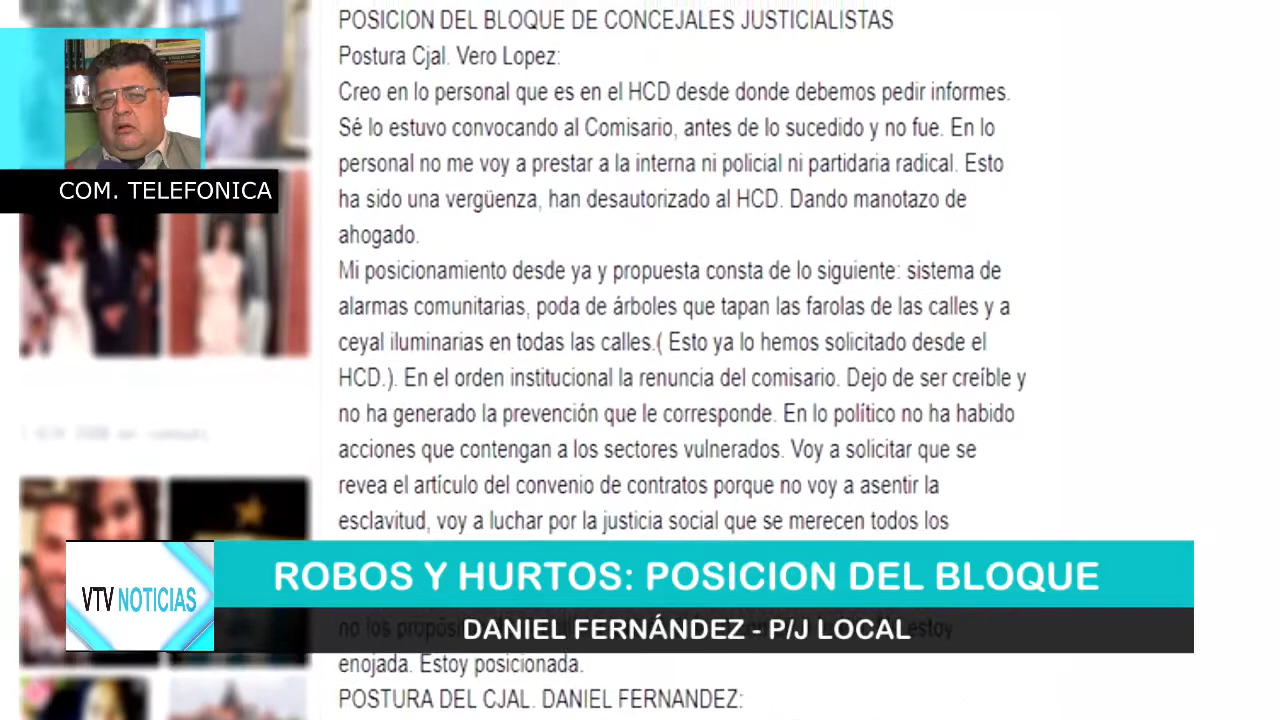 POSICION DEL BLOQUE DE CONCEJALES JUSTICIALISTAS
Postura Cjal. Vero Lopez:
Creo en lo personal que es en el HCD desde donde debemos pedir informes.
Sé lo estuvo convocando al Comisario, antes de lo sucedido y no fue. En lo
personal no me voy a prestar a la interna ni policial ni partidaria radical. Esto
ha sido una vergüenza, han desautorizado al HCD. Dando manotazo de
ahogado.
Mi posicionamiento desde ya y propuesta consta de lo siguiente: sistema de
alarmas comunitarias, poda de árboles que tapan las farolas de las calles y a
ceyal iluminarias en todas las calles.( Esto ya lo hemos solicitado desde el
HCD.). En el orden institucional la renuncia del comisario. Dejo de ser creíble y
no ha generado la prevención que le corresponde. En lo político no ha habido
acciones que contengan a los sectores vulnerados. Voy a solicitar que se
revea el artículo del convenio de contratos porque no voy a asentir la
esclavitud, voy a luchar por la justicia social que se merecen todos los
no los estoy
enojada. Estoy posicionada.
POSTURA DEL CJAL. DANIEL FERNANDEZ:
COM. TELEFONICA
VTV NOTICIAS
ROBOS Y HURTOS: POSICION DEL BLOQUE
DANIEL FERNÁNDEZ - P/J LOCAL